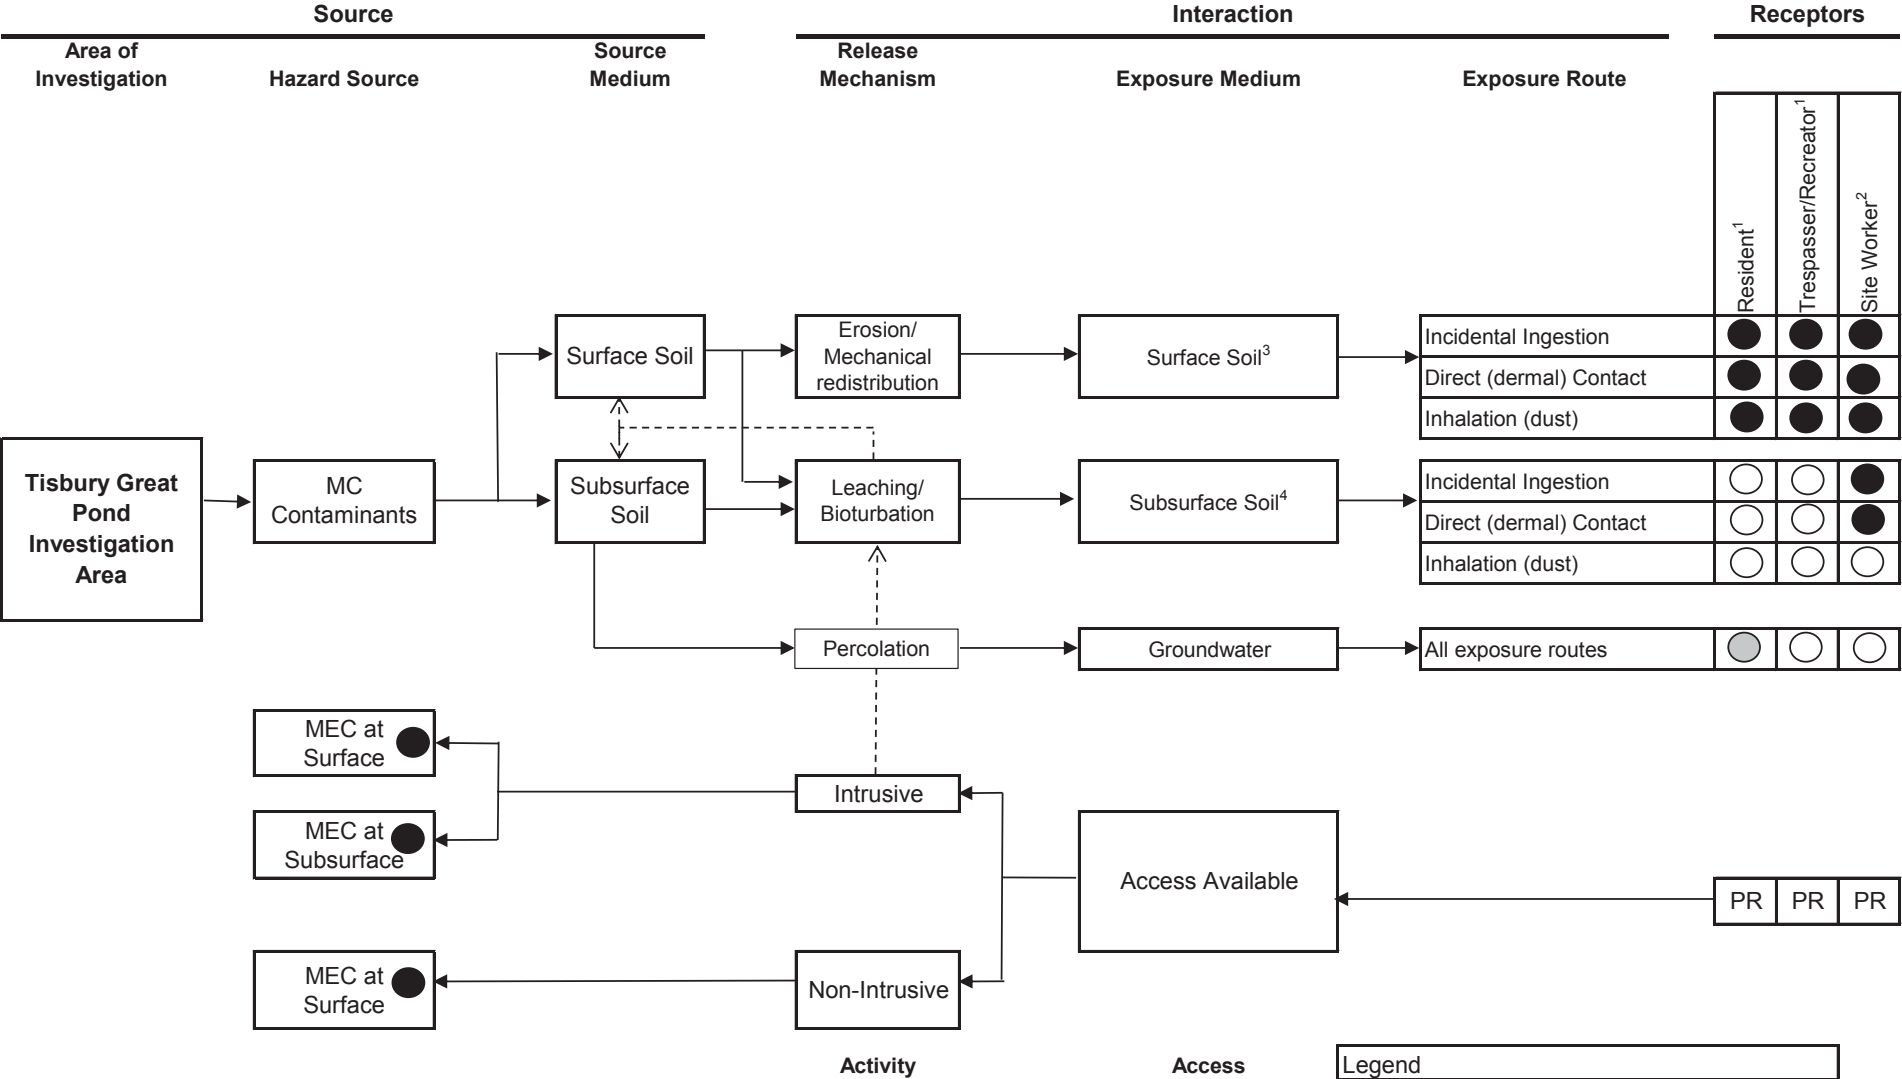 Source
Interaction
Receptors
Area of
Investigation
Hazard Source
Source
Medium
Release
Mechanism
Exposure Medium
Exposure Route
Resident1
Trespasser/Recreator1
Site Worker2
Surface Soil
Erosion/
Mechanical
redistribution
Surface Soil3
Incidental Ingestion
Direct (dermal) Contact
Inhalation (dust)
Tisbury Great
Pond
Investigation
Area
MC
Contaminants
Subsurface
Soil
Leaching/
Bioturbation
Subsurface Soil4
Incidental Ingestion
Direct (dermal) Contact
Inhalation (dust)
Percolation
Groundwater
All exposure routes
MEC at
Surface
MEC at
Subsurface
Intrusive
Access Available
PR
PR
PR
MEC at
Surface
Non-Intrusive
Activity
Access
Legend